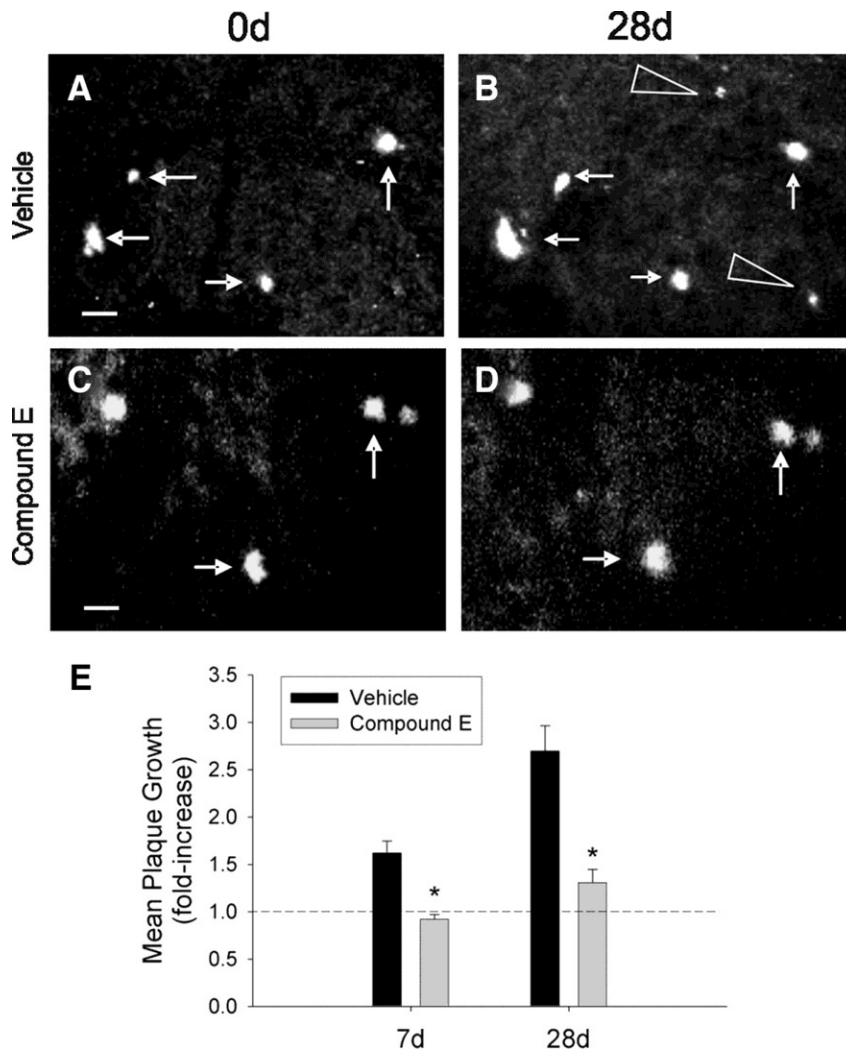 0d
28d
Vehicle
A
B
Compound E
C
D
E
Mean Plaque Growth
(fold-increase)
3.5
3.0
2.5
2.0
1.5
1.0
0.5
0.0
Vehicle
Compound E
*
*
7d
28d